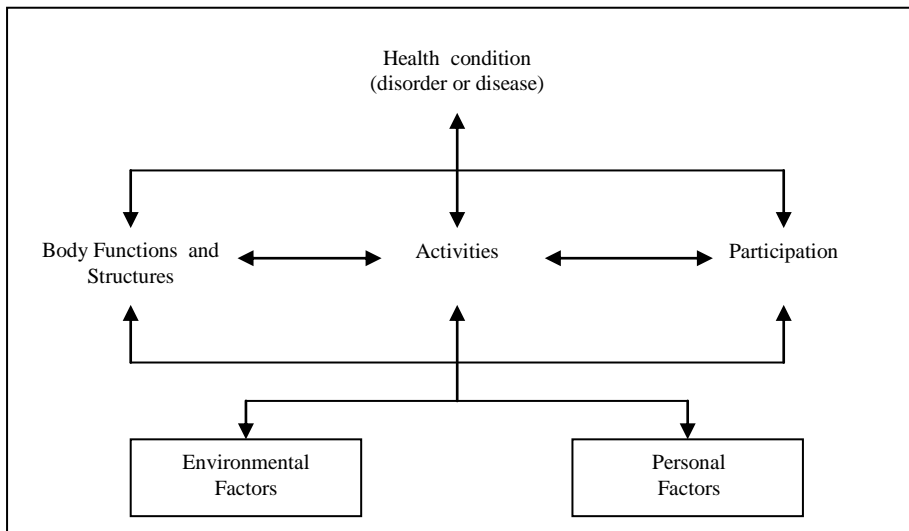 Health condition
(disorder or disease)
Body Functions and
Structures
Activities
Participation
Environmental
Factors
Personal
Factors